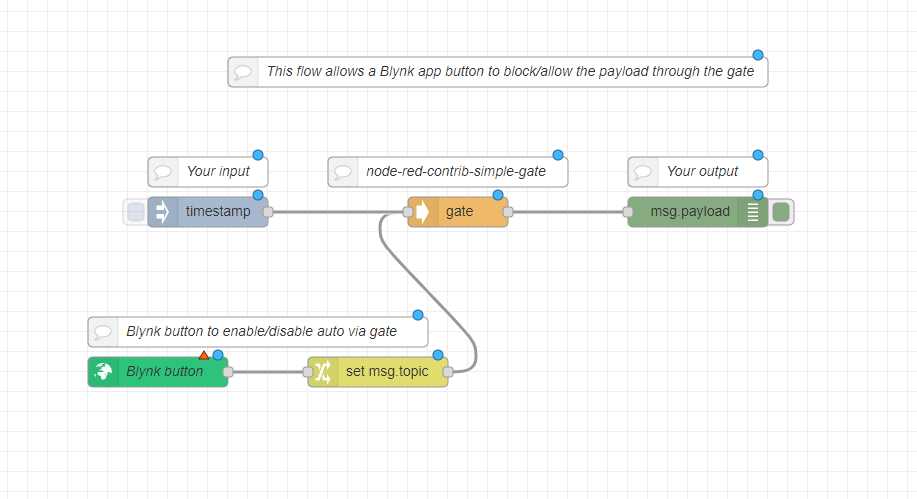 This flow allows a Blynk app button to block/allow the payload through the gate
Your input
node-red-contrib-simple-gate
Your output
timestamp
gate
msg.payload
Blynk button to enable/disable auto via gate
Blynk button
set msg.topic